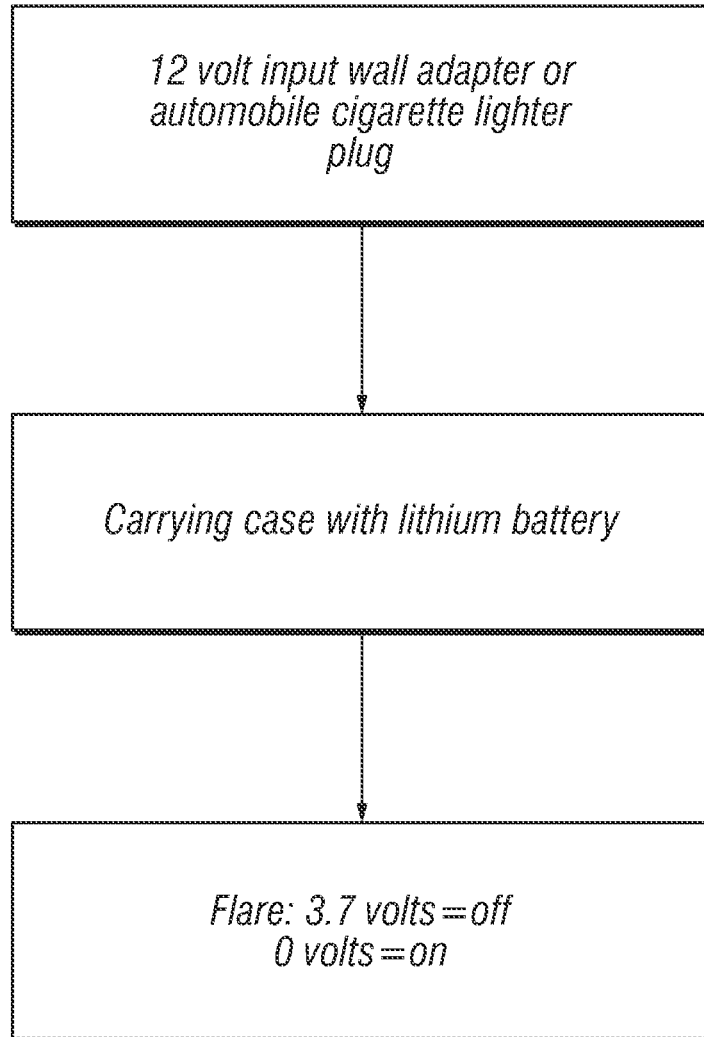 12 volt input wall adapter or
automobile cigarette lighter
plug
Carrying case with lithium battery
Flare: 3.7 volts=off
0 volts=on